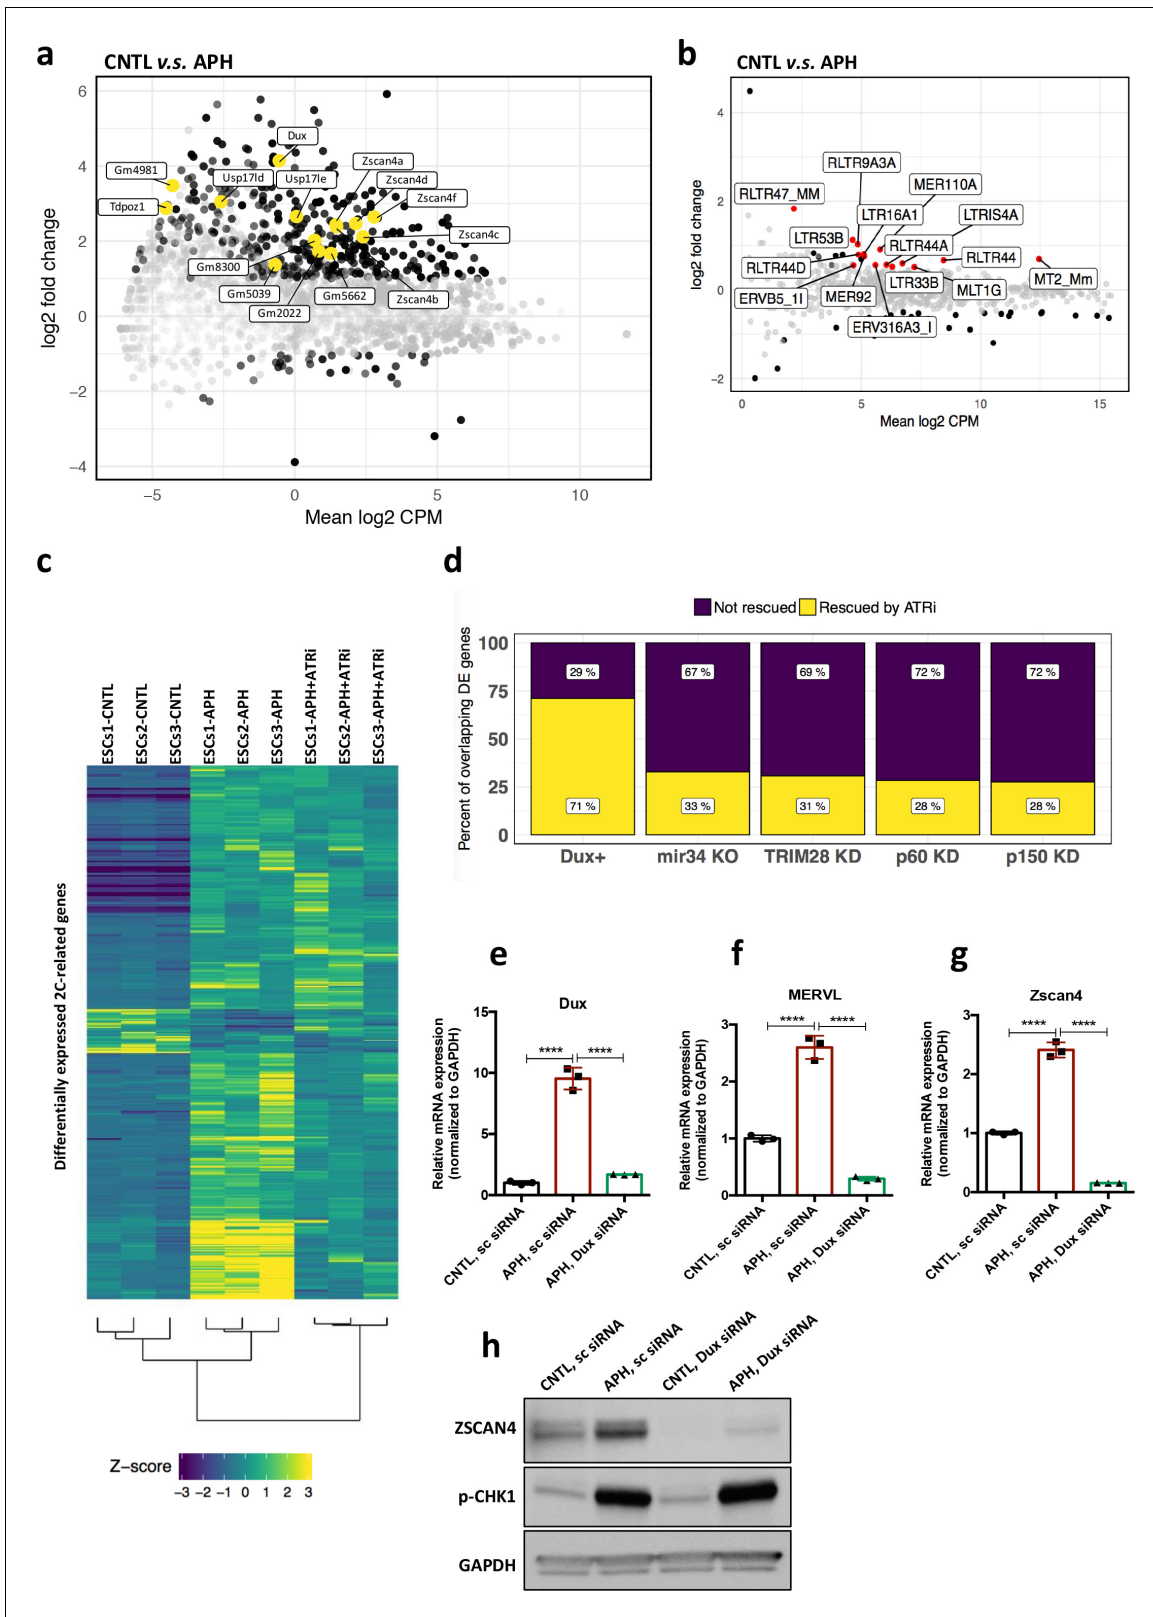 a
CNTL v.s. APH
6
4
2
0
−2
−4
−5
0
5
10
log2 fold change
Mean log2 CPM
Dux
Gm4981
Usp17ld
Usp17le
Zscan4a
Zscan4d
Zscan4f
Tdpoz1
Zscan4c
Gm8300
Gm5039
Gm2022
Gm5662
Zscan4b
b
CNTL v.s. APH
4
2
0
−2
0
5
10
15
log2 fold change
Mean log2 CPM
RLTR9A3A
RLTR47_MM
MER110A
LTR16A1
LTRIS4A
LTR53B
RLTR44A
RLTR44
RLTR44D
LTR33B
MLT1G
MT2_Mm
ERVB5_1I
MER92
ERV316A3_I
c
ESCs1-CNTL
ESCs2-CNTL
ESCs3-CNTL
ESCs1-APH
ESCs2-APH
ESCs3-APH
ESCs1-APH+ATRi
ESCs2-APH+ATRi
ESCs3-APH+ATRi
Differentially expressed 2C-related genes
Z-score
−3 −2 −1 0 1 2 3
d
Not rescued Rescued by ATRi
Percent of overlapping DE genes
100
75
50
25
0
29 % 67 % 69 % 72 % 72 %
71 % 33 % 31 % 28 % 28 %
Dux+ mir34 KO TRIM28 KD p60 KD p150 KD
e
Dux
Relative mRNA expression
(normalized to GAPDH)
15
10
5
0
**** ****
CNTL, sc siRNA
APH, sc siRNA
APH, Dux siRNA
f
MERVL
Relative mRNA expression
(normalized to GAPDH)
3
2
1
0
**** ****
CNTL, sc siRNA
APH, sc siRNA
APH, Dux siRNA
g
Zscan4
Relative mRNA expression
(normalized to GAPDH)
3
2
1
0
**** ****
CNTL, sc siRNA
APH, sc siRNA
APH, Dux siRNA
h
CNTL, sc siRNA
APH, sc siRNA
CNTL, Dux siRNA
APH, Dux siRNA
ZSCAN4
p-CHK1
GAPDH